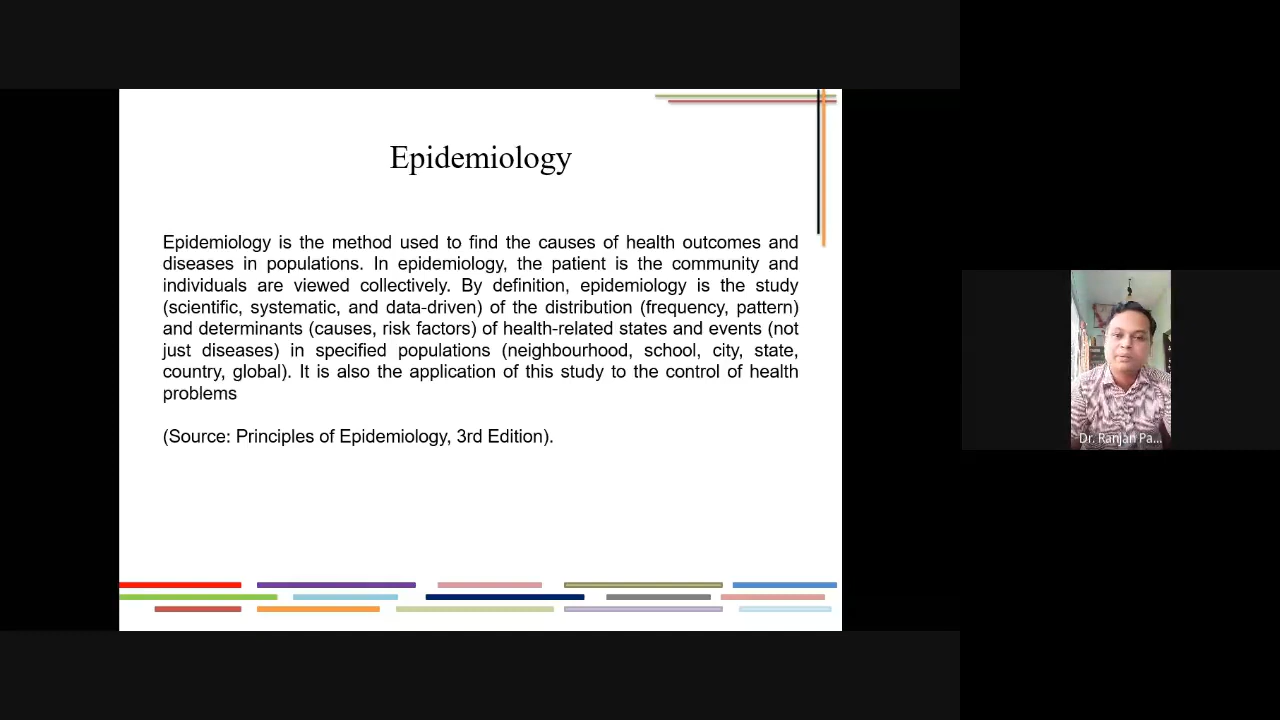 Epidemiology
Epidemiology is the method used to find the causes of health outcomes and
diseases in populations. In epidemiology, the patient is the community and
individuals are viewed collectively. By definition, epidemiology is the study
(scientific, systematic, and data-driven) of the distribution (frequency, pattern)
and determinants (causes, risk factors) of health-related states and events (not
just diseases) in specified populations (neighbourhood, school, city, state,
country, global). It is also the application of this study to the control of health
problems
(Source: Principles of Epidemiology, 3rd Edition).
Dr. Ranjan Pa...